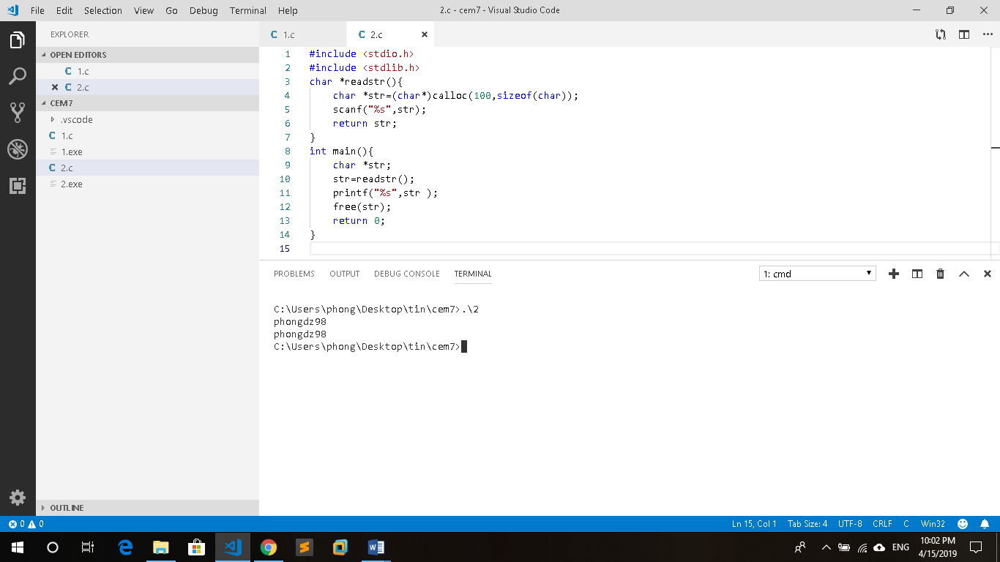 File Edit Selection View Go Debug Terminal Help
2.c - cem7 - Visual Studio Code
EXPLORER
OPEN EDITORS
C 1.c
C 2.c
CEM7
.vscode
C 1.c
1.exe
C 2.c
2.exe
OUTLINE
C 1.c
C 2.c
1 #include <stdio.h>
2 #include <stdlib.h>
3 char *readstr(){
4     char *str=(char*)calloc(100,sizeof(char));
5     scanf("%s",str);
6     return str;
7 }
8 int main(){
9     char *str;
10     str=readstr();
11     printf("%s",str );
12     free(str);
13     return 0;
14 }
15
PROBLEMS OUTPUT DEBUG CONSOLE TERMINAL
1: cmd
C:\Users\phong\Desktop\tin\cem7>.\2
phongdz98
phongdz98
C:\Users\phong\Desktop\tin\cem7>
0 0
Ln 15, Col 1 Tab Size: 4 UTF-8 CRLF C Win32
ENG
10:02 PM
4/15/2019